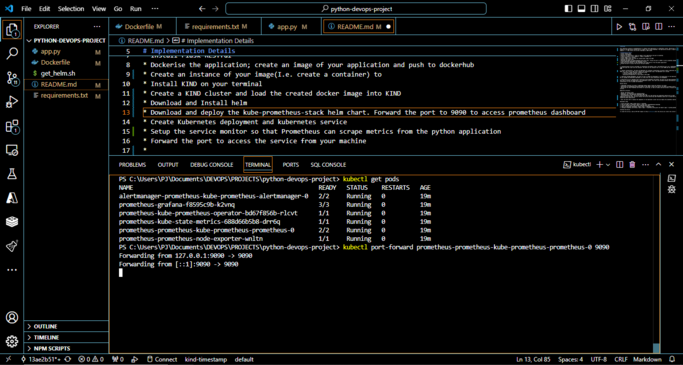 File Edit Selection View Go Run ...
python-devops-project
EXPLORER ...
PYTHON-DEVOPS-PROJECT
app.py M
Dockerfile M
get_helm.sh
README.md M
requirements.txt M
OUTLINE
TIMELINE
NPM SCRIPTS
Dockerfile M requirements.txt M app.py M README.md M
README.md > # Implementation Details
5 # Implementation Details
8 * Dockerise the application; create an image of your application and push to dockerhub
9 * Create an instance of your image(I.e. create a container) to
10 * Install KIND on your terminal
11 * Create a KIND cluster and load the created docker image into KIND
12 * Download and Install helm
13 * Download and deploy the kube-prometheus-stack helm chart. Forward the port to 9090 to access prometheus dashboard
14 * Create Kubernetes deployment and kubernetes service
15 * Setup the service monitor so that Prometheus can scrape metrics from the python application
16 * Forward the port to access the service from your machine
17 *
PROBLEMS OUTPUT DEBUG CONSOLE TERMINAL PORTS SQL CONSOLE kubectl
PS C:\Users\PJ\Documents\DEVOPS\PROJECTS\python-devops-project> kubectl get pods
NAME READY STATUS RESTARTS AGE
alertmanager-prometheus-kube-prometheus-alertmanager-0 2/2 Running 0 19m
prometheus-grafana-f8595c9b-k2vnq 3/3 Running 0 19m
prometheus-kube-prometheus-operator-bd67f856b-rlcvt 1/1 Running 0 19m
prometheus-kube-state-metrics-688d66b5b8-drr6q 1/1 Running 0 19m
prometheus-prometheus-kube-prometheus-prometheus-0 2/2 Running 0 19m
prometheus-prometheus-node-exporter-wnltn 1/1 Running 0 19m
PS C:\Users\PJ\Documents\DEVOPS\PROJECTS\python-devops-project> kubectl port-forward prometheus-prometheus-kube-prometheus-prometheus-0 9090
Forwarding from 127.0.0.1:9090 -> 9090
Forwarding from [::1]:9090 -> 9090
13ae2b51*+ 0 0 0 Connect kind-timestamp default Ln 13, Col 85 Spaces: 4 UTF-8 CRLF Markdown